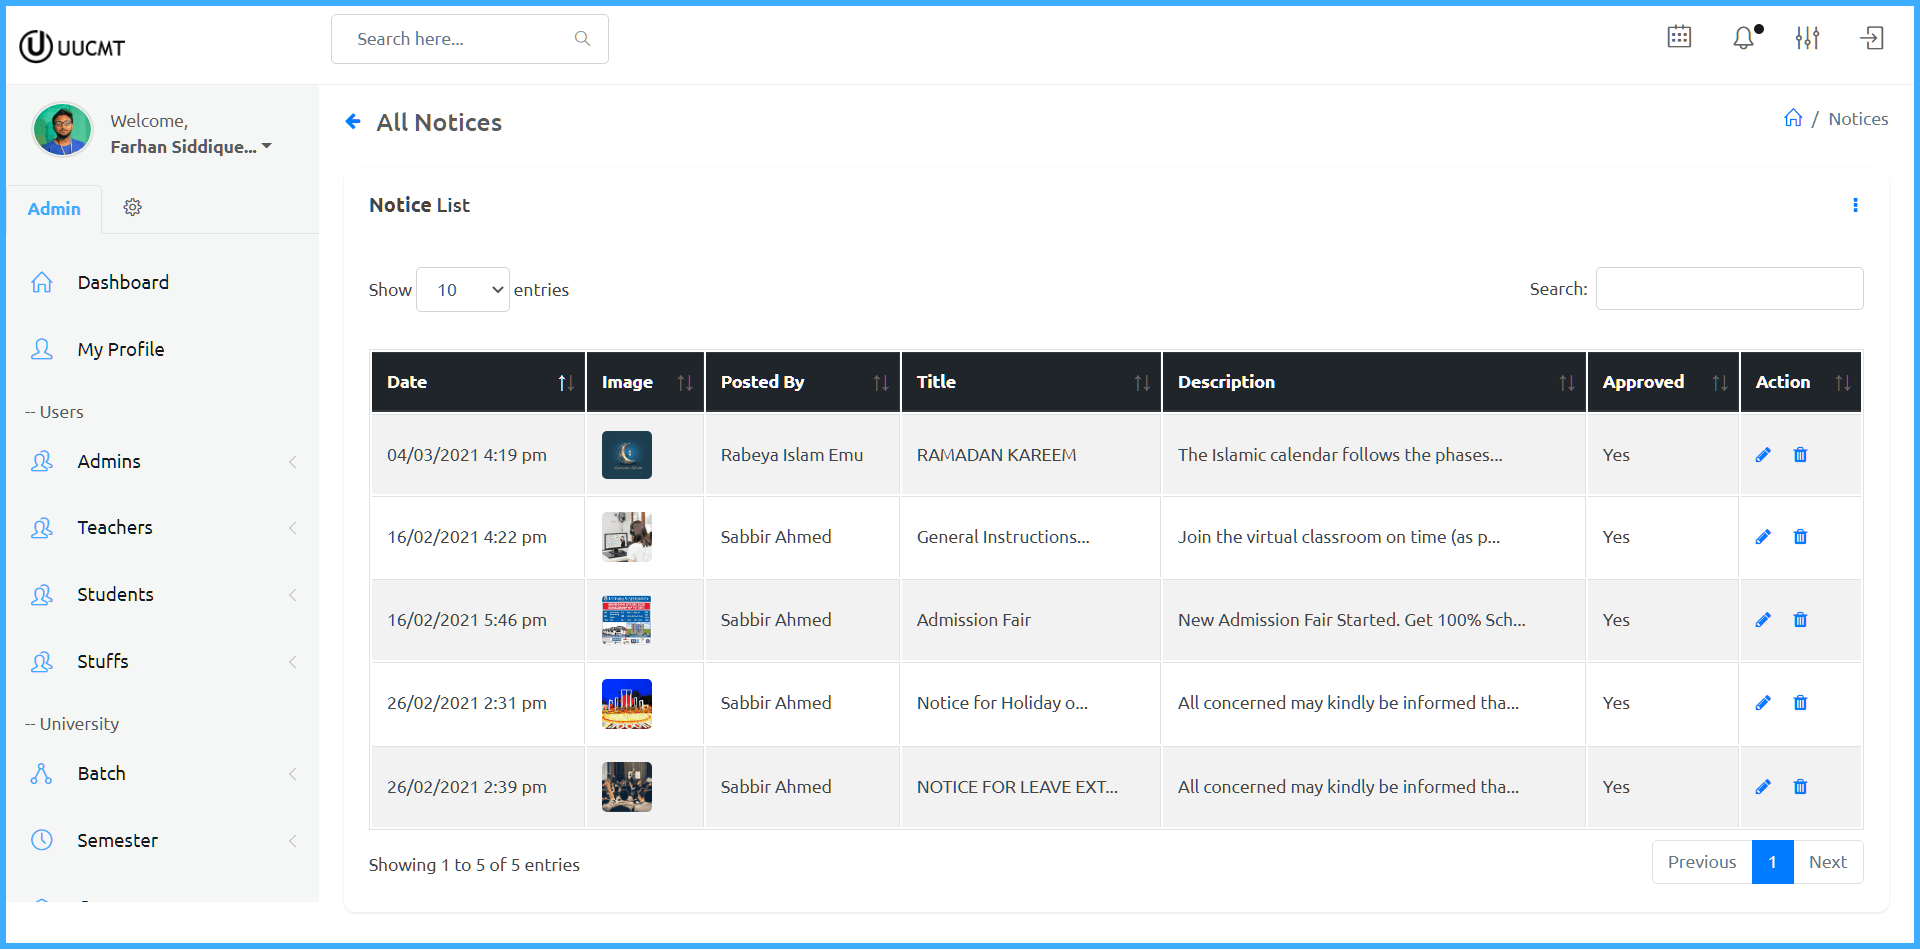 UUCMT
Search here...
Welcome,
Farhan Siddique...
Admin
Dashboard
My Profile
-- Users
Admins
Teachers
Students
Stuffs
-- University
Batch
Semester
All Notices
/ Notices
Notice List
Show 10 entries
Search:
Date Image Posted By Title Description Approved Action
04/03/2021 4:19 pm Rabeya Islam Emu RAMADAN KAREEM The Islamic calendar follows the phases... Yes
16/02/2021 4:22 pm Sabbir Ahmed General Instructions... Join the virtual classroom on time (as p... Yes
16/02/2021 5:46 pm Sabbir Ahmed Admission Fair New Admission Fair Started. Get 100% Sch... Yes
26/02/2021 2:31 pm Sabbir Ahmed Notice for Holiday o... All concerned may kindly be informed tha... Yes
26/02/2021 2:39 pm Sabbir Ahmed NOTICE FOR LEAVE EXT... All concerned may kindly be informed tha... Yes
Showing 1 to 5 of 5 entries
Previous 1 Next